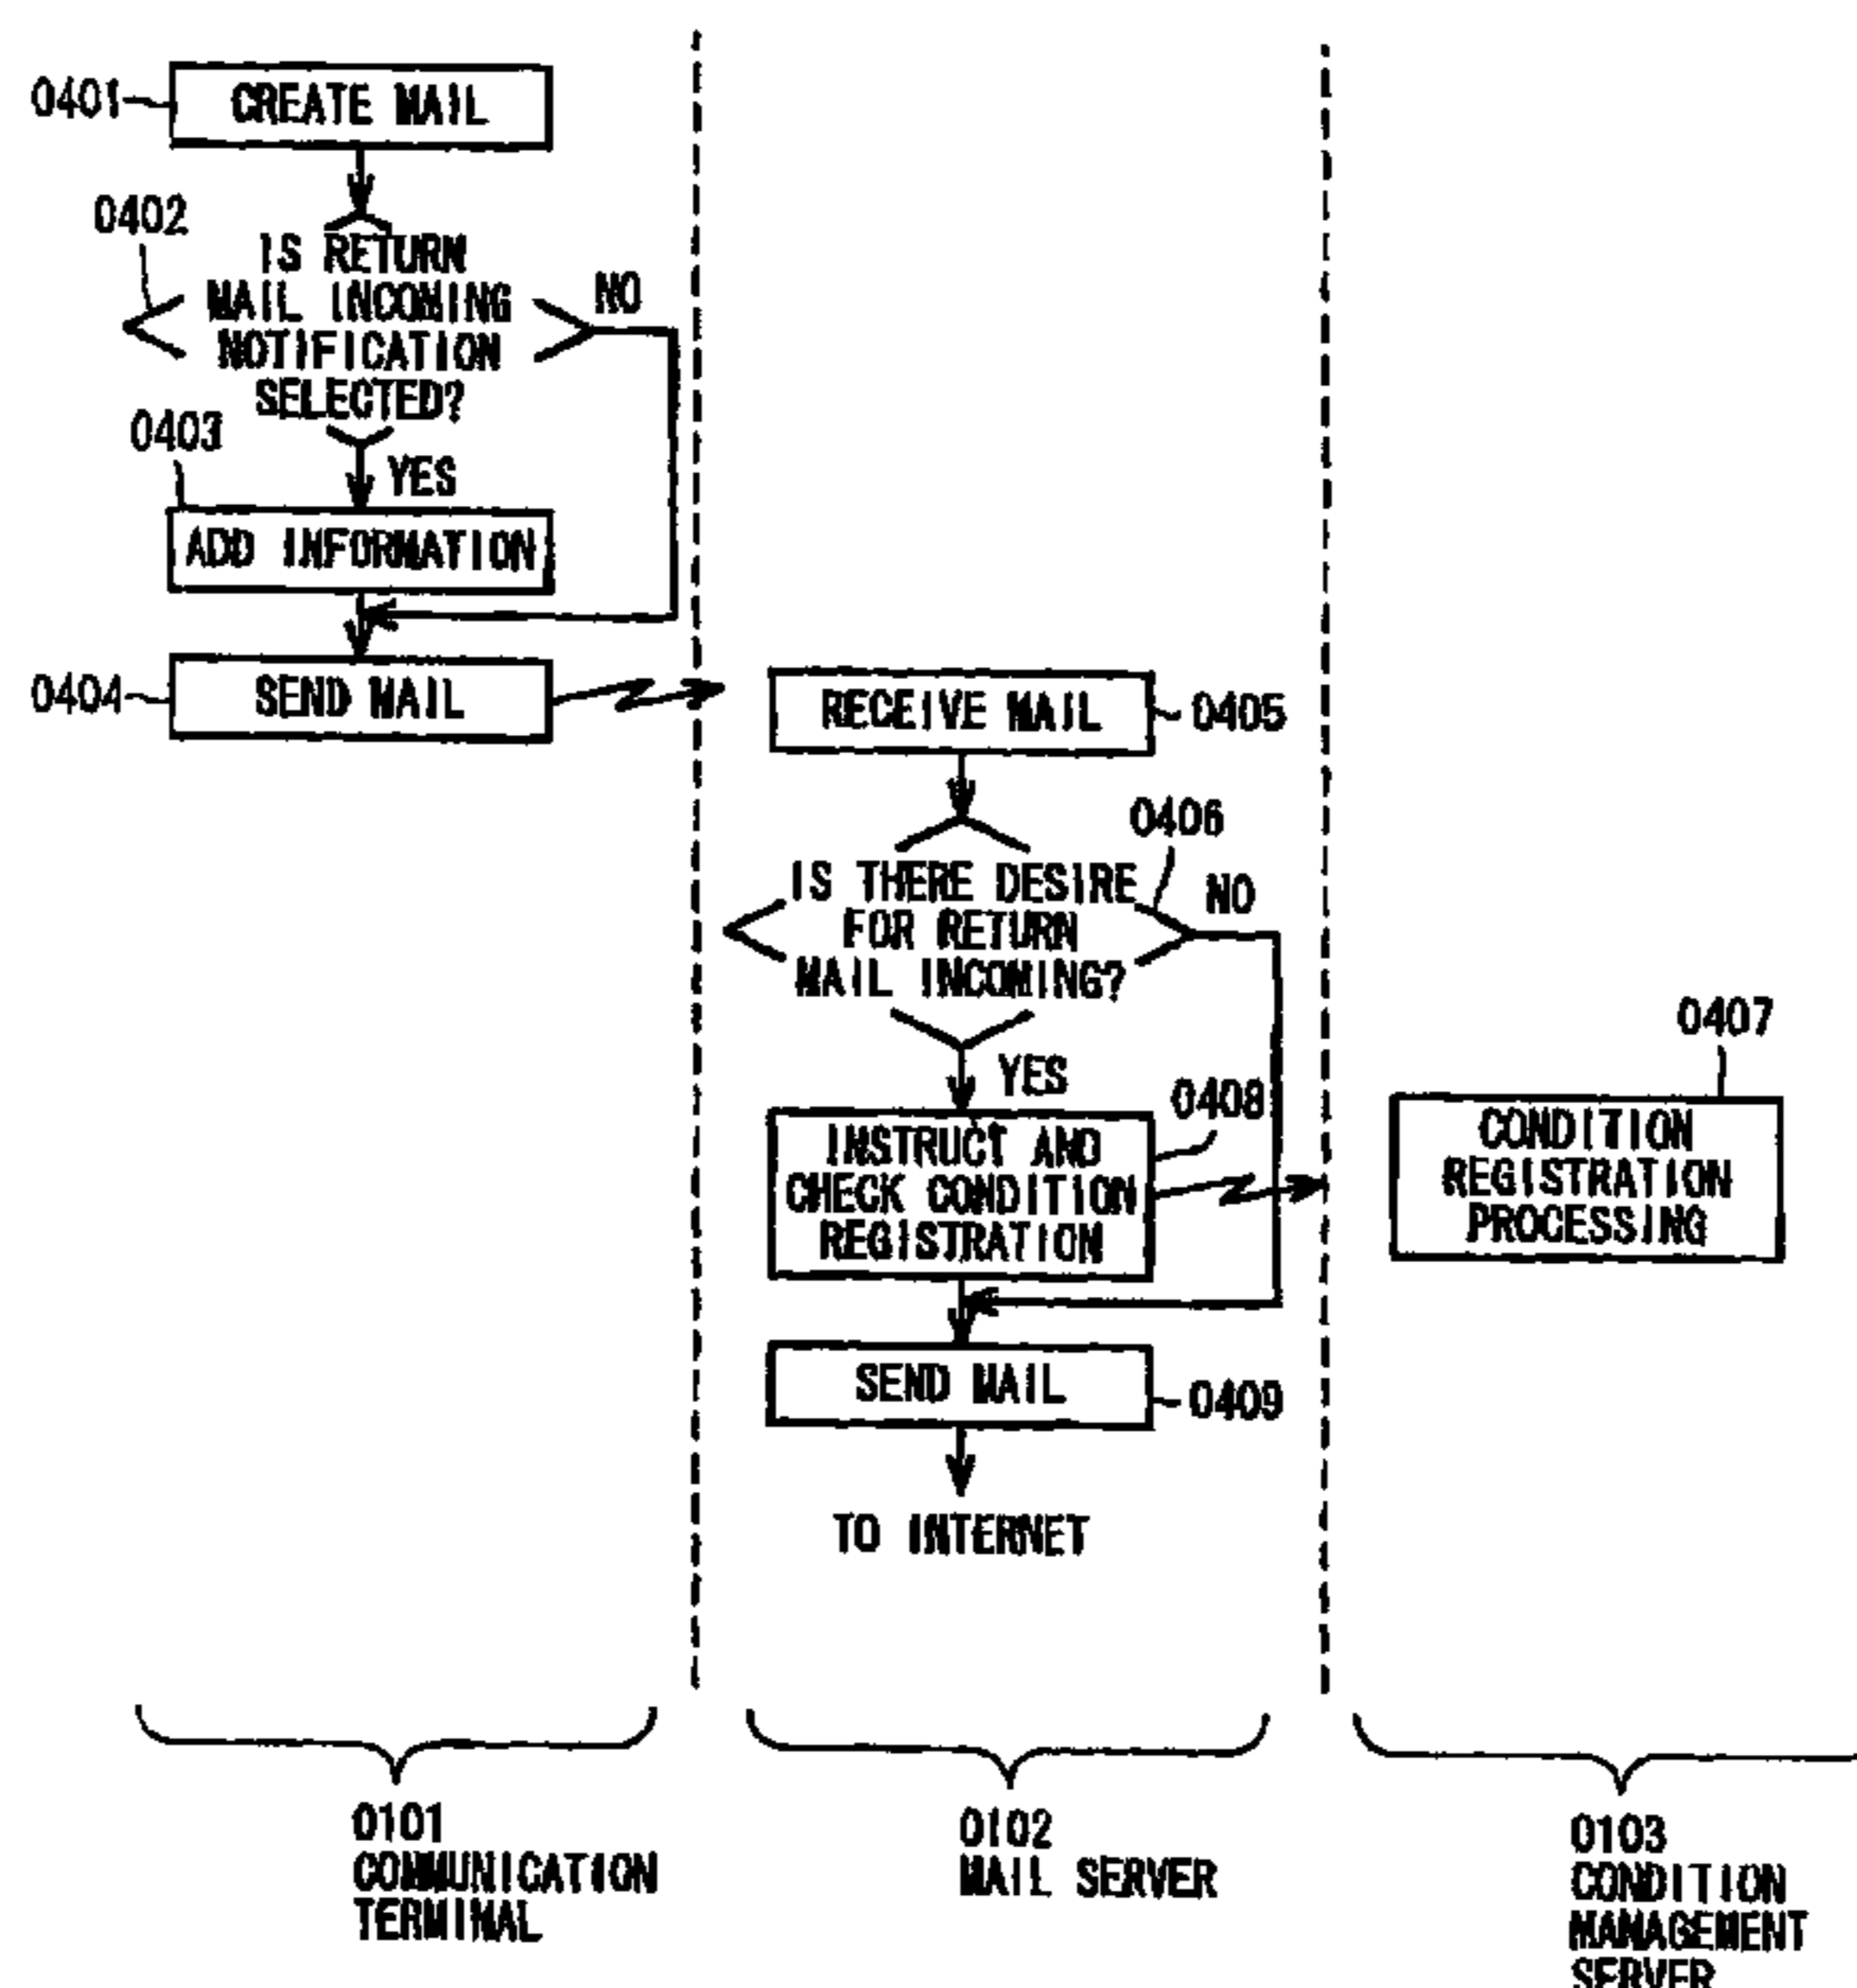 0401
CREATE MAIL
0402
IS RETURN
MAIL INCOMING
NOTIFICATION
SELECTED?
NO
YES
0403
ADD INFORMATION
0404
SEND MAIL
RECEIVE MAIL
0405
0406
IS THERE DESIRE
FOR RETURN
MAIL INCOMING?
NO
YES
0408
INSTRUCT AND
CHECK CONDITION
REGISTRATION
0407
CONDITION
REGISTRATION
PROCESSING
SEND MAIL
0409
TO INTERNET
0101
COMMUNICATION
TERMINAL
0102
MAIL SERVER
0103
CONDITION
MANAGEMENT
SERVER